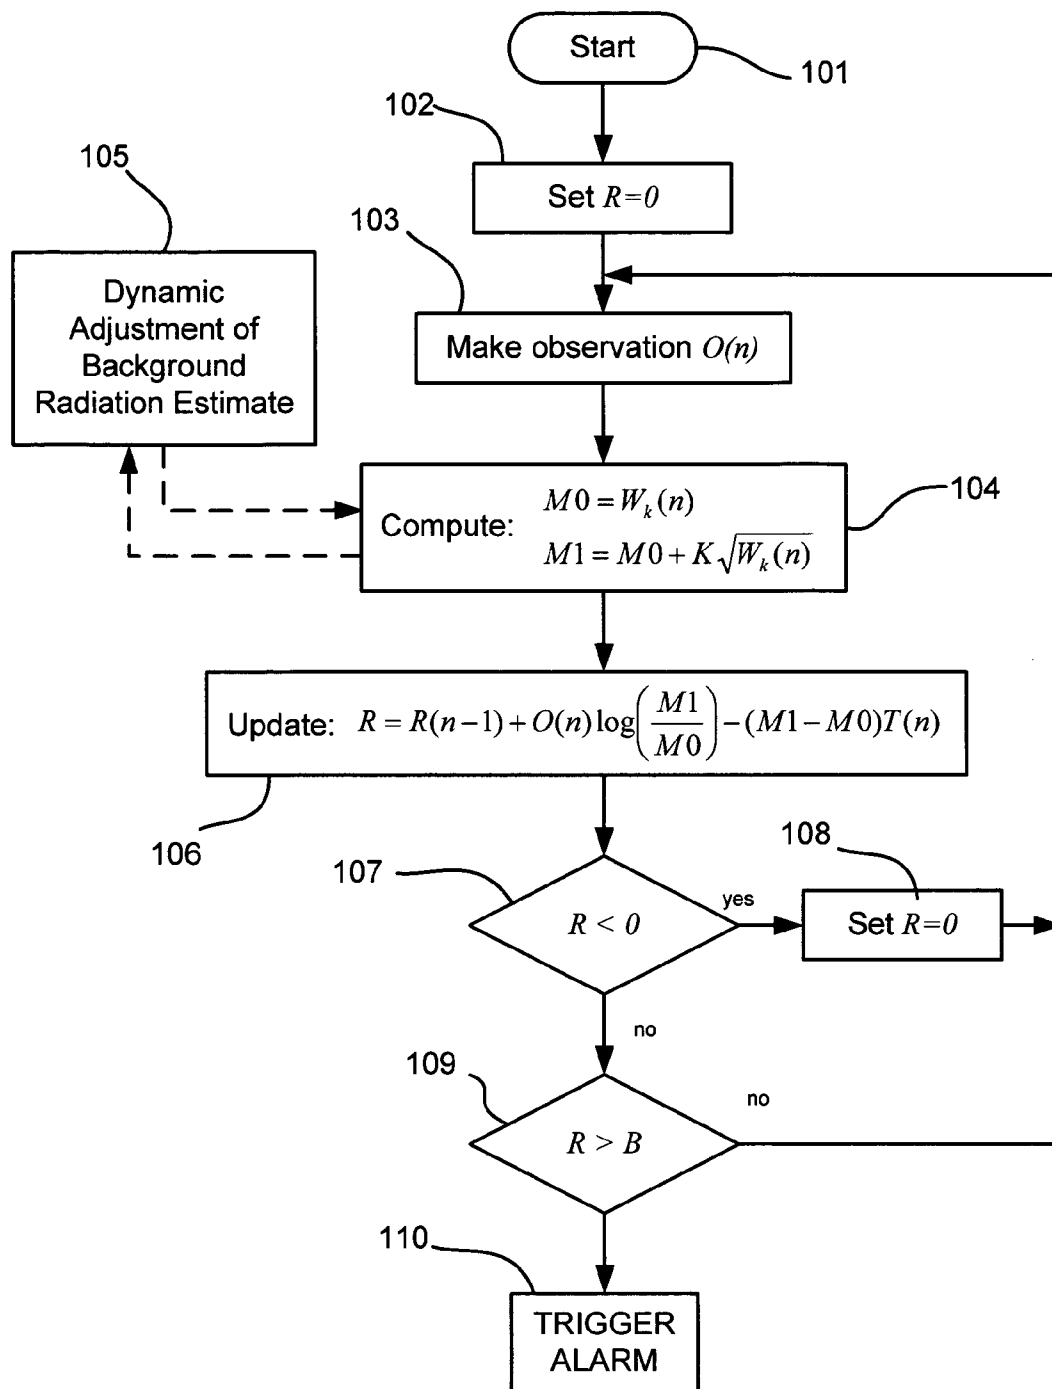 Start
101
102
Set R=0
105
103
Dynamic
Adjustment of
Background
Radiation Estimate
Make observation O(n)
104
Compute:
M0 = W_k(n)
M1 = M0 + K√W_k(n)
Update: R = R(n−1) + O(n) log(M1/M0) − (M1 − M0)T(n)
106
107
108
R < 0
yes
Set R=0
no
109
R > B
no
110
TRIGGER
ALARM